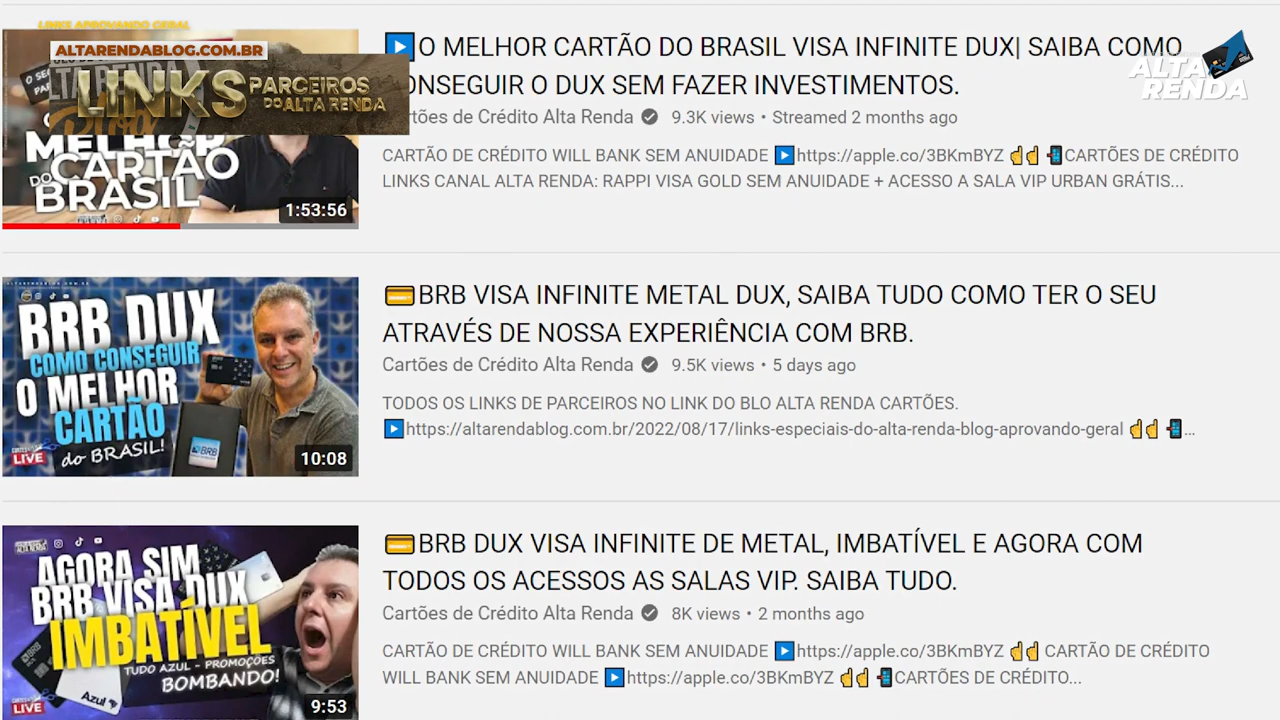 LINKS APROVANDO GERAL
ALTARENDABLOG.COM.BR
LINKS PARCEIROS
DO ALTA RENDA
MELHOR
DO CARTÃO
BRASIL
1:53:56
▶O MELHOR CARTÃO DO BRASIL VISA INFINITE DUX| SAIBA COMO
ONSEGUIR O DUX SEM FAZER INVESTIMENTOS.
rtões de Crédito Alta Renda 9.3K views • Streamed 2 months ago
CARTÃO DE CRÉDITO WILL BANK SEM ANUIDADE ▶https://apple.co/3BKmBYZ ☝☝ 📲CARTÕES DE CRÉDITO
LINKS CANAL ALTA RENDA: RAPPI VISA GOLD SEM ANUIDADE + ACESSO A SALA VIP URBAN GRÁTIS...
ALTA
RENDA
BRB DUX
COMO CONSEGUIR
O MELHOR
CARTÃO
do BRASIL!
LIVE
BRB
10:08
💳BRB VISA INFINITE METAL DUX, SAIBA TUDO COMO TER O SEU
ATRAVÉS DE NOSSA EXPERIÊNCIA COM BRB.
Cartões de Crédito Alta Renda 9.5K views • 5 days ago
TODOS OS LINKS DE PARCEIROS NO LINK DO BLO ALTA RENDA CARTÕES.
▶https://altarendablog.com.br/2022/08/17/links-especiais-do-alta-renda-blog-aprovando-geral ☝☝ 📲...
AGORA SIM
BRB VISA DUX
IMBATÍVEL
TUDO AZUL - PROMOÇÕES
BOMBANDO!
BRB
Azul
LIVE
9:53
💳BRB DUX VISA INFINITE DE METAL, IMBATÍVEL E AGORA COM
TODOS OS ACESSOS AS SALAS VIP. SAIBA TUDO.
Cartões de Crédito Alta Renda 8K views • 2 months ago
CARTÃO DE CRÉDITO WILL BANK SEM ANUIDADE ▶https://apple.co/3BKmBYZ ☝☝ CARTÃO DE CRÉDITO
WILL BANK SEM ANUIDADE ▶https://apple.co/3BKmBYZ ☝☝ 📲CARTÕES DE CRÉDITO...